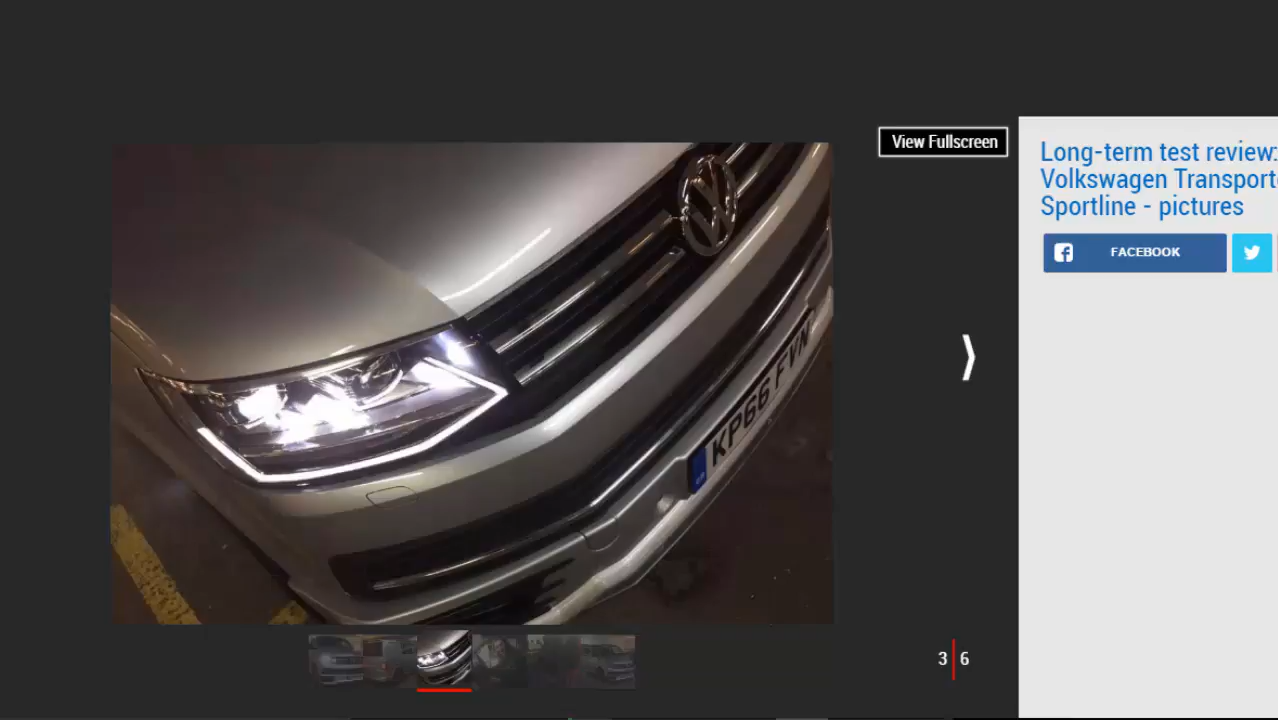 View Fullscreen
Long-term test review:
Volkswagen Transport
Sportline - pictures
FACEBOOK
KP66 FVN
3 6